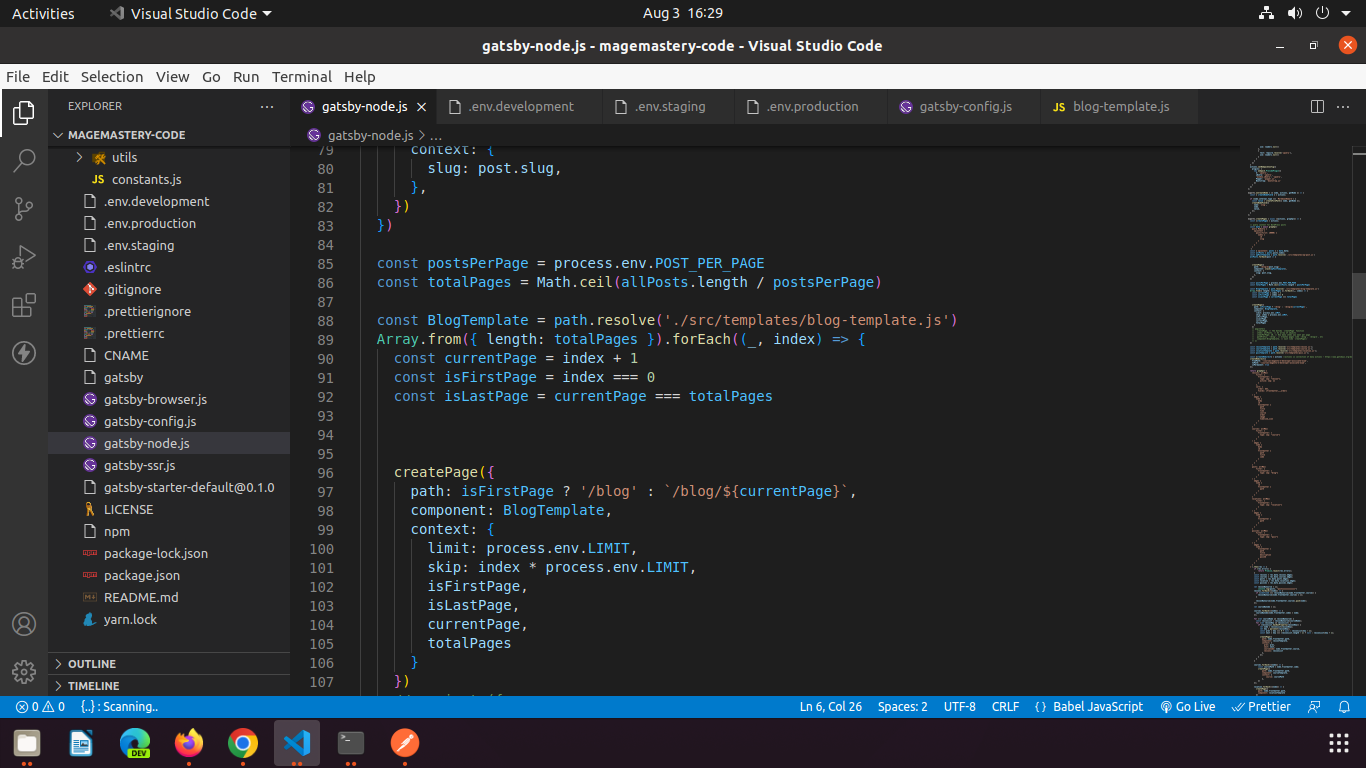 Activities
Visual Studio Code
Aug 3 16:29
gatsby-node.js - magemastery-code - Visual Studio Code
File Edit Selection View Go Run Terminal Help
EXPLORER
gatsby-node.js
.env.development
.env.staging
.env.production
gatsby-config.js
JS blog-template.js
MAGEMASTERY-CODE
gatsby-node.js > ...
utils
JS constants.js
.env.development
.env.production
.env.staging
.eslintrc
.gitignore
.prettierignore
.prettierrc
CNAME
gatsby
gatsby-browser.js
gatsby-config.js
gatsby-node.js
gatsby-ssr.js
gatsby-starter-default@0.1.0
LICENSE
npm
package-lock.json
package.json
README.md
yarn.lock
OUTLINE
TIMELINE
79 context: {
80 slug: post.slug,
81 },
82 })
83 })
84
85 const postsPerPage = process.env.POST_PER_PAGE
86 const totalPages = Math.ceil(allPosts.length / postsPerPage)
87
88 const BlogTemplate = path.resolve('./src/templates/blog-template.js')
89 Array.from({ length: totalPages }).forEach((_, index) => {
90 const currentPage = index + 1
91 const isFirstPage = index === 0
92 const isLastPage = currentPage === totalPages
93
94
95
96 createPage({
97 path: isFirstPage ? '/blog' : `/blog/${currentPage}`,
98 component: BlogTemplate,
99 context: {
100 limit: process.env.LIMIT,
101 skip: index * process.env.LIMIT,
102 isFirstPage,
103 isLastPage,
104 currentPage,
105 totalPages
106 }
107 })
0 0 {..} : Scanning..
Ln 6, Col 26 Spaces: 2 UTF-8 CRLF {} Babel JavaScript Go Live Prettier
DEV